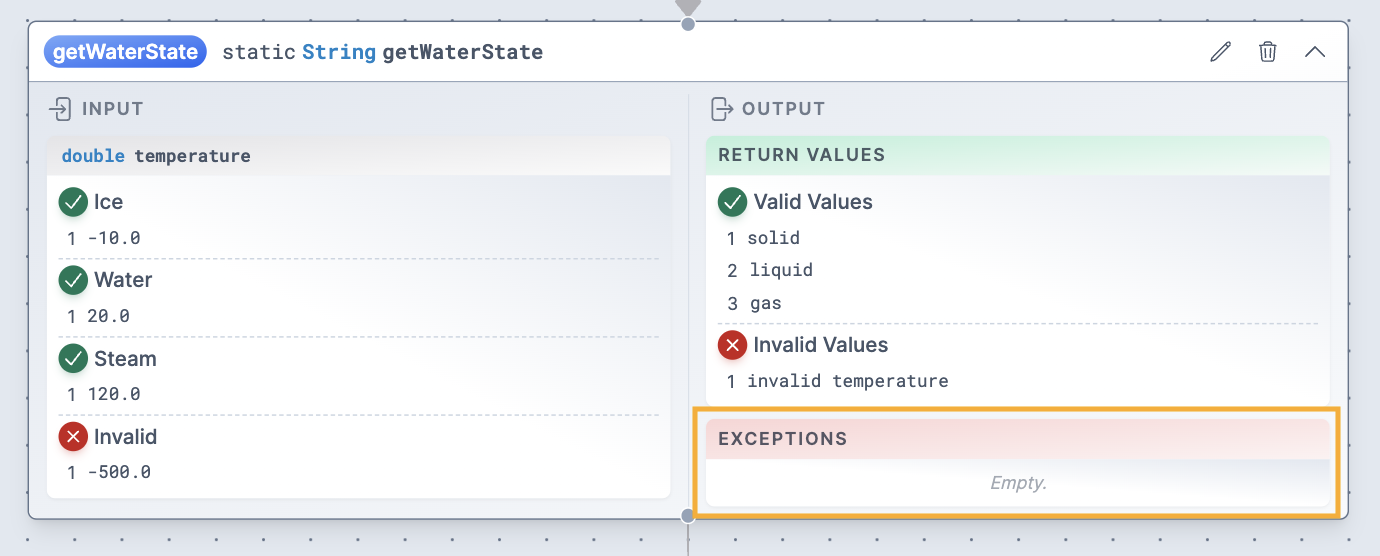 getWaterState static String getWaterState
INPUT
double temperature
Ice
1 -10.0
Water
1 20.0
Steam
1 120.0
Invalid
1 -500.0
OUTPUT
RETURN VALUES
Valid Values
1 solid
2 liquid
3 gas
Invalid Values
1 invalid temperature
EXCEPTIONS
Empty.